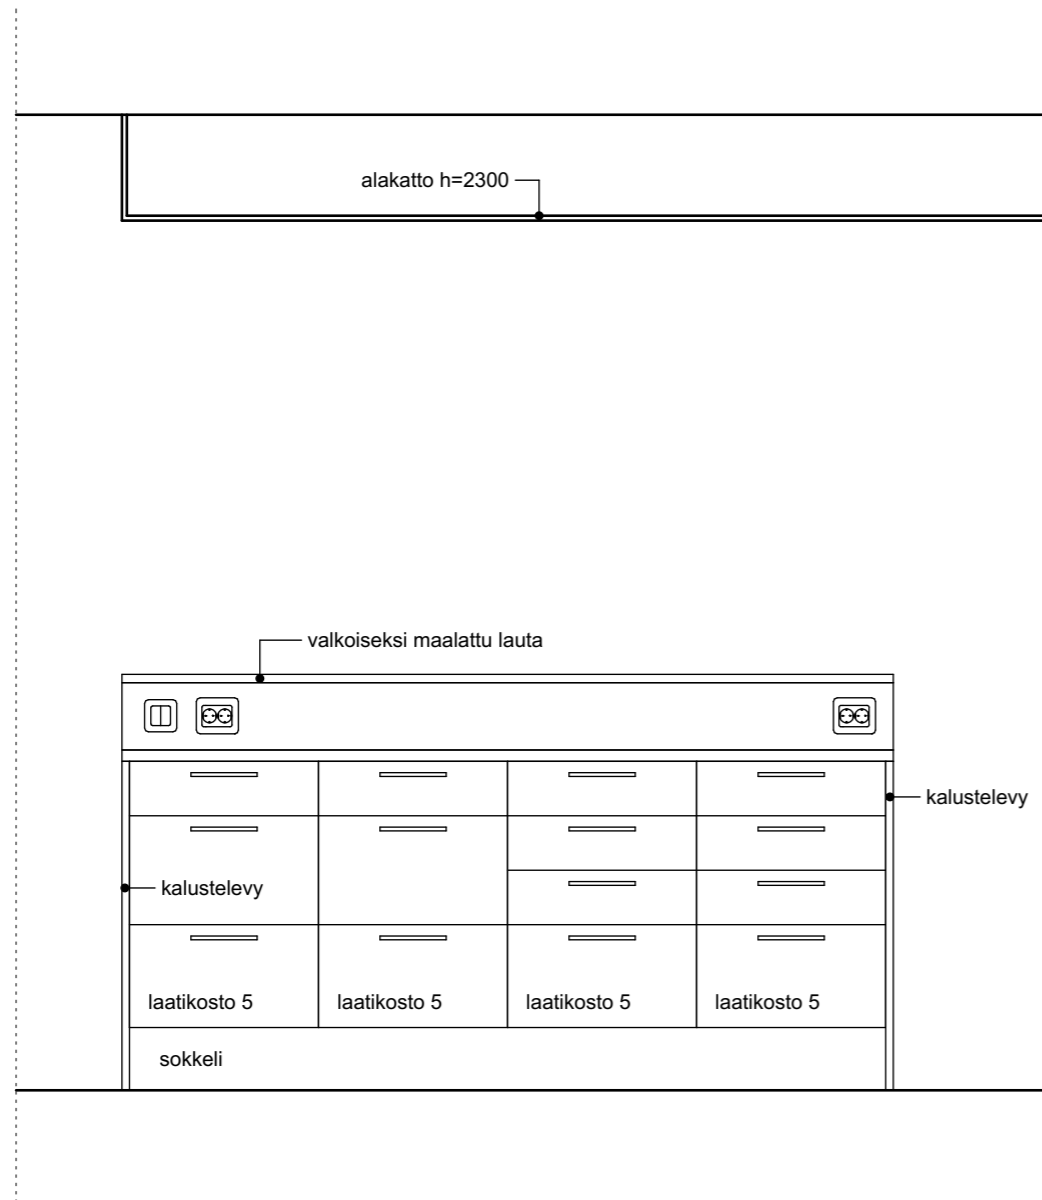 alakatto h=2300
valkoiseksi maalattu lauta
kalustelevy
kalustelevy
laatikosto 5
laatikosto 5
laatikosto 5
laatikosto 5
sokkeli